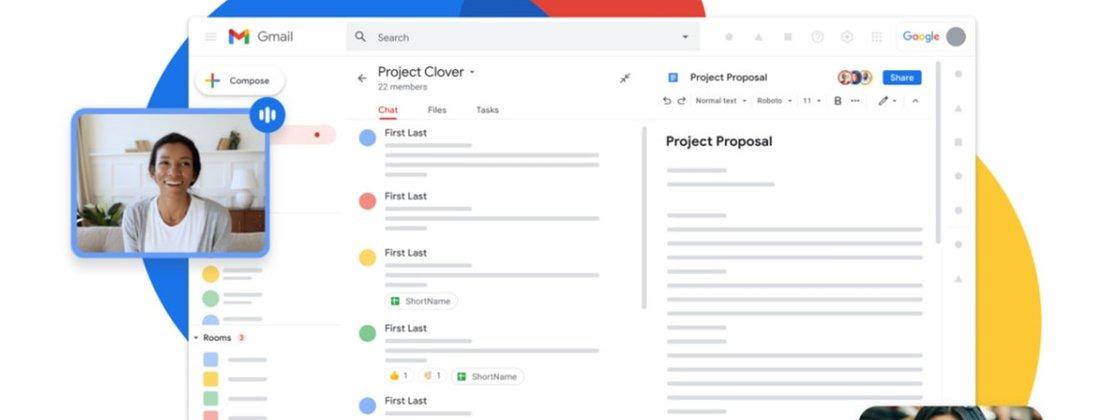 Gmail
Search
Google
Compose
Project Clover
22 members
Chat Files Tasks
First Last
First Last
First Last
ShortName
First Last
1 1 ShortName
First Last
Rooms 3
Project Proposal
Share
Normal text Roboto 11 B
Project Proposal